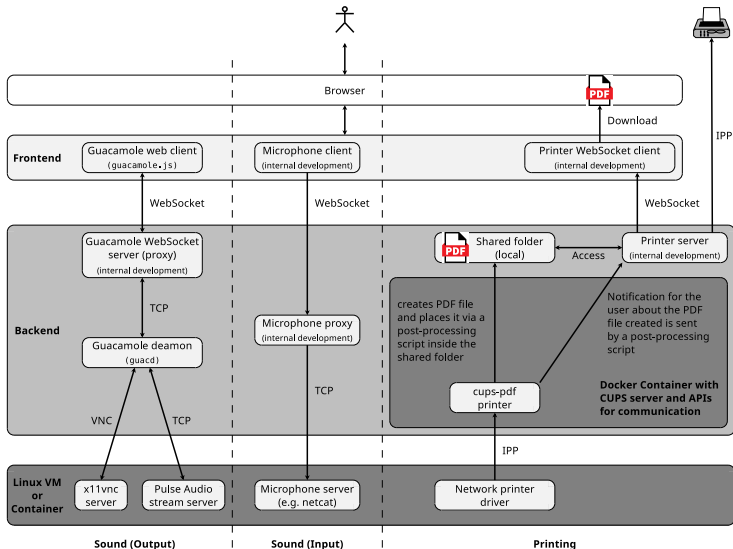 Browser
PDF
Download
IPP
Frontend
Guacamole web client
(guacamole.js)
Microphone client
(internal development)
Printer WebSocket client
(internal development)
WebSocket
WebSocket
WebSocket
Backend
Guacamole WebSocket
server (proxy)
(internal development)
PDF
Shared folder
(local)
Access
Printer server
(internal development)
TCP
creates PDF file
and places it via a
post-processing
script inside the
shared folder
Notification for the
user about the PDF
file created is sent
by a post-processing
script
Microphone proxy
(internal development)
Guacamole deamon
(guacd)
cups-pdf
printer
Docker Container with
CUPS server and APIs
for communication
VNC
TCP
TCP
IPP
Linux VM
or
Container
x11vnc
server
Pulse Audio
stream server
Microphone server
(e.g. netcat)
Network printer
driver
Sound (Output)
Sound (Input)
Printing